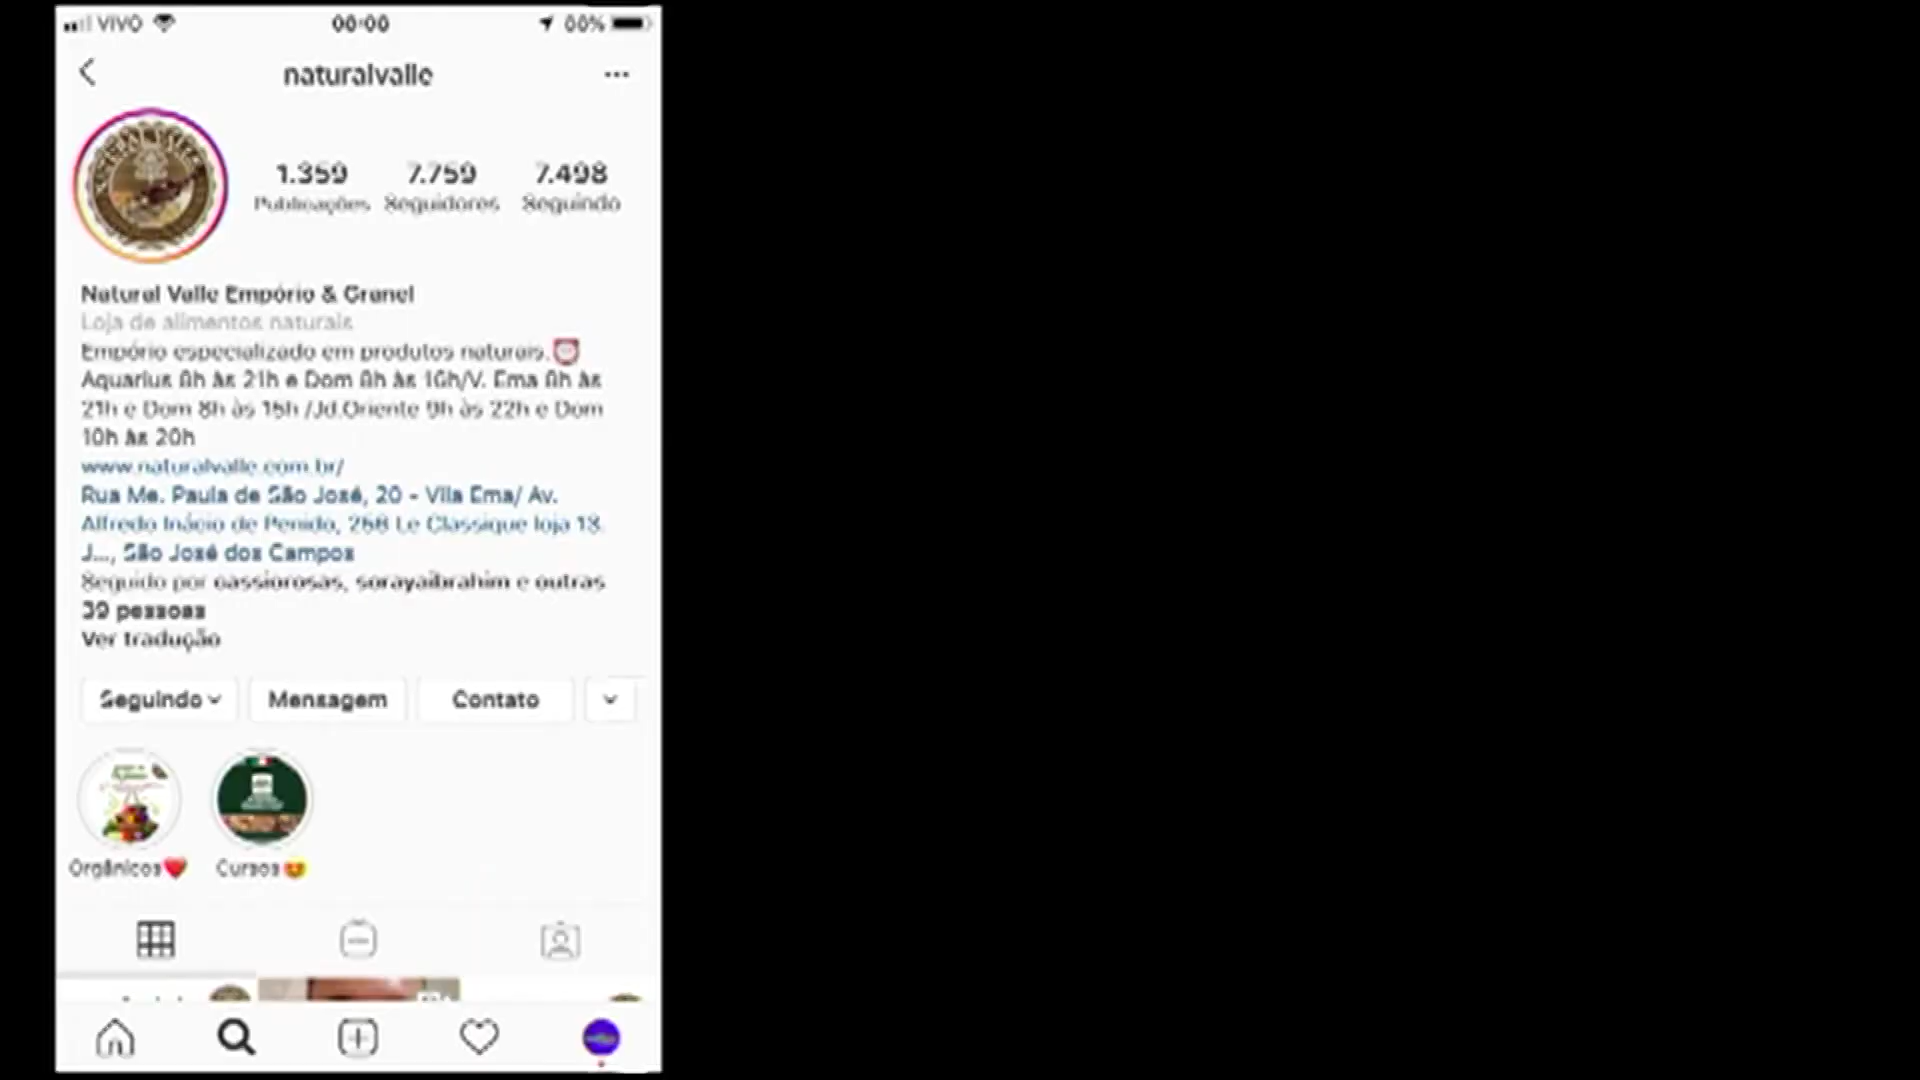 VIVO 00:00 00%
naturalvalle
1.359 7.759 7.498
Publicações Seguidores Seguindo
Natural Valle Empório & Granel
Loja de alimentos naturais
Empório especializado em produtos naturais.⏰
Aquarius 8h às 21h e Dom 8h às 16h/V. Ema 8h às
21h e Dom 8h às 15h /Jd.Oriente 9h às 22h e Dom
10h às 20h
www.naturalvalle.com.br/
Rua Me. Paula de São José, 20 - Vila Ema/ Av.
Alfredo Inácio de Penido, Le Classique loja 13.
J..., São José dos Campos
Seguido por cassiorosas, sorayaibrahim e outras
39 pessoas
Ver tradução
Seguindo Mensagem Contato
Orgânicos❤️ Cursos😍